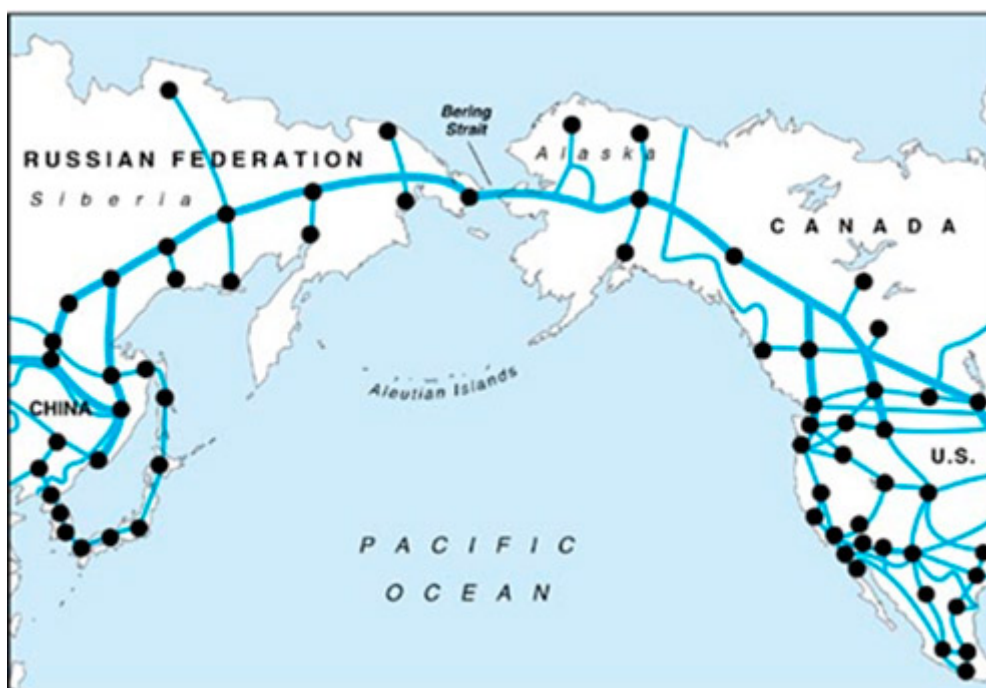 Bering
Strait
Alaska
RUSSIAN FEDERATION
Siberia
CANADA
Aleutian Islands
CHINA
U.S.
PACIFIC
OCEAN